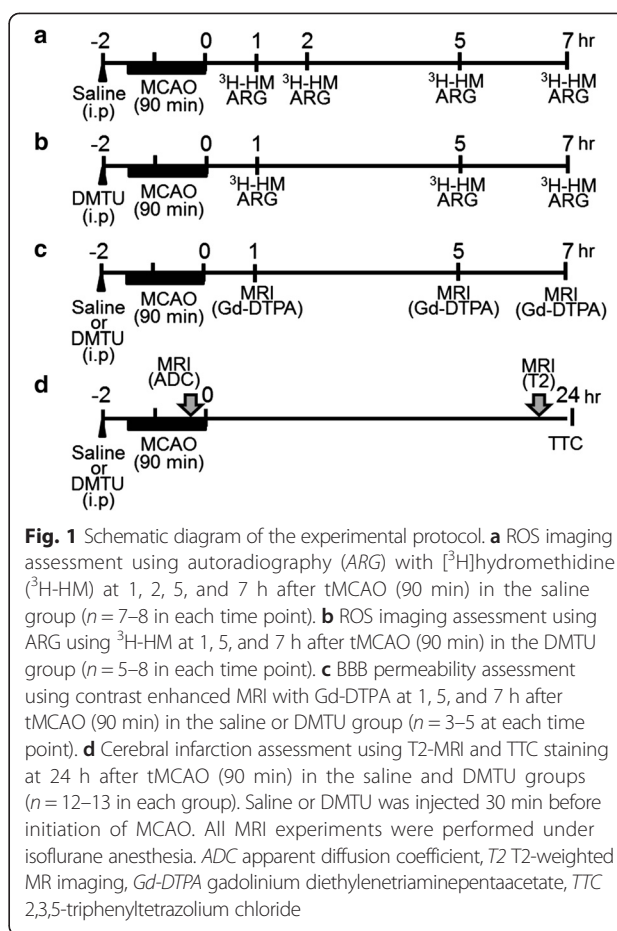 a
-2 0 1 2 5 7 hr
Saline
(i.p)
MCAO
(90 min)
³H-HM
ARG
³H-HM
ARG
³H-HM
ARG
³H-HM
ARG
b
-2 0 1 5 7 hr
DMTU
(i.p)
MCAO
(90 min)
³H-HM
ARG
³H-HM
ARG
³H-HM
ARG
c
-2 0 1 5 7 hr
Saline
or
DMTU
(i.p)
MCAO
(90 min)
MRI
(Gd-DTPA)
MRI
(Gd-DTPA)
MRI
(Gd-DTPA)
d
MRI
(ADC)
MRI
(T2)
-2 0 24 hr
Saline
or
DMTU
(i.p)
MCAO
(90 min)
TTC
Fig. 1 Schematic diagram of the experimental protocol. a ROS imaging
assessment using autoradiography (ARG) with [³H]hydromethidine
(³H-HM) at 1, 2, 5, and 7 h after tMCAO (90 min) in the saline
group (n = 7–8 in each time point). b ROS imaging assessment using
ARG using ³H-HM at 1, 5, and 7 h after tMCAO (90 min) in the DMTU
group (n = 5–8 in each time point). c BBB permeability assessment
using contrast enhanced MRI with Gd-DTPA at 1, 5, and 7 h after
tMCAO (90 min) in the saline or DMTU group (n = 3–5 at each time
point). d Cerebral infarction assessment using T2-MRI and TTC staining
at 24 h after tMCAO (90 min) in the saline and DMTU groups
(n = 12–13 in each group). Saline or DMTU was injected 30 min before
initiation of MCAO. All MRI experiments were performed under
isoflurane anesthesia. ADC apparent diffusion coefficient, T2 T2-weighted
MR imaging, Gd-DTPA gadolinium diethylenetriaminepentaacetate, TTC
2,3,5-triphenyltetrazolium chloride